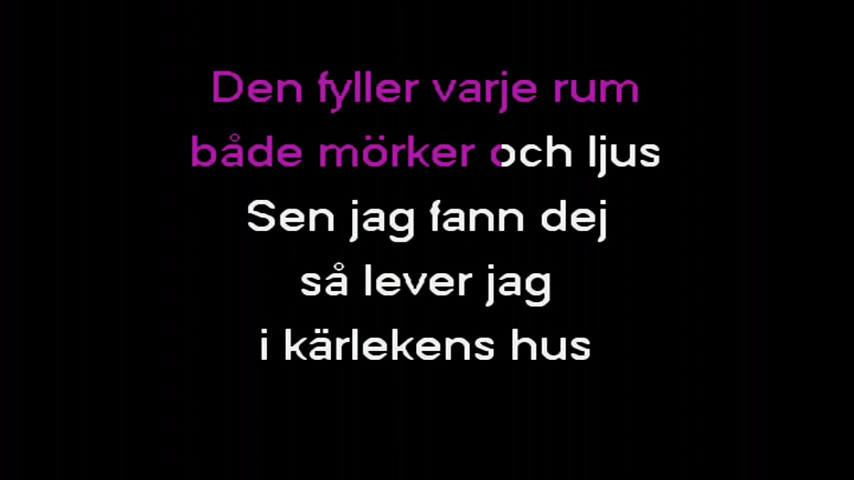 Den fyller varje rum
både mörker och ljus
Sen jag fann dej
så lever jag
i kärlekens hus